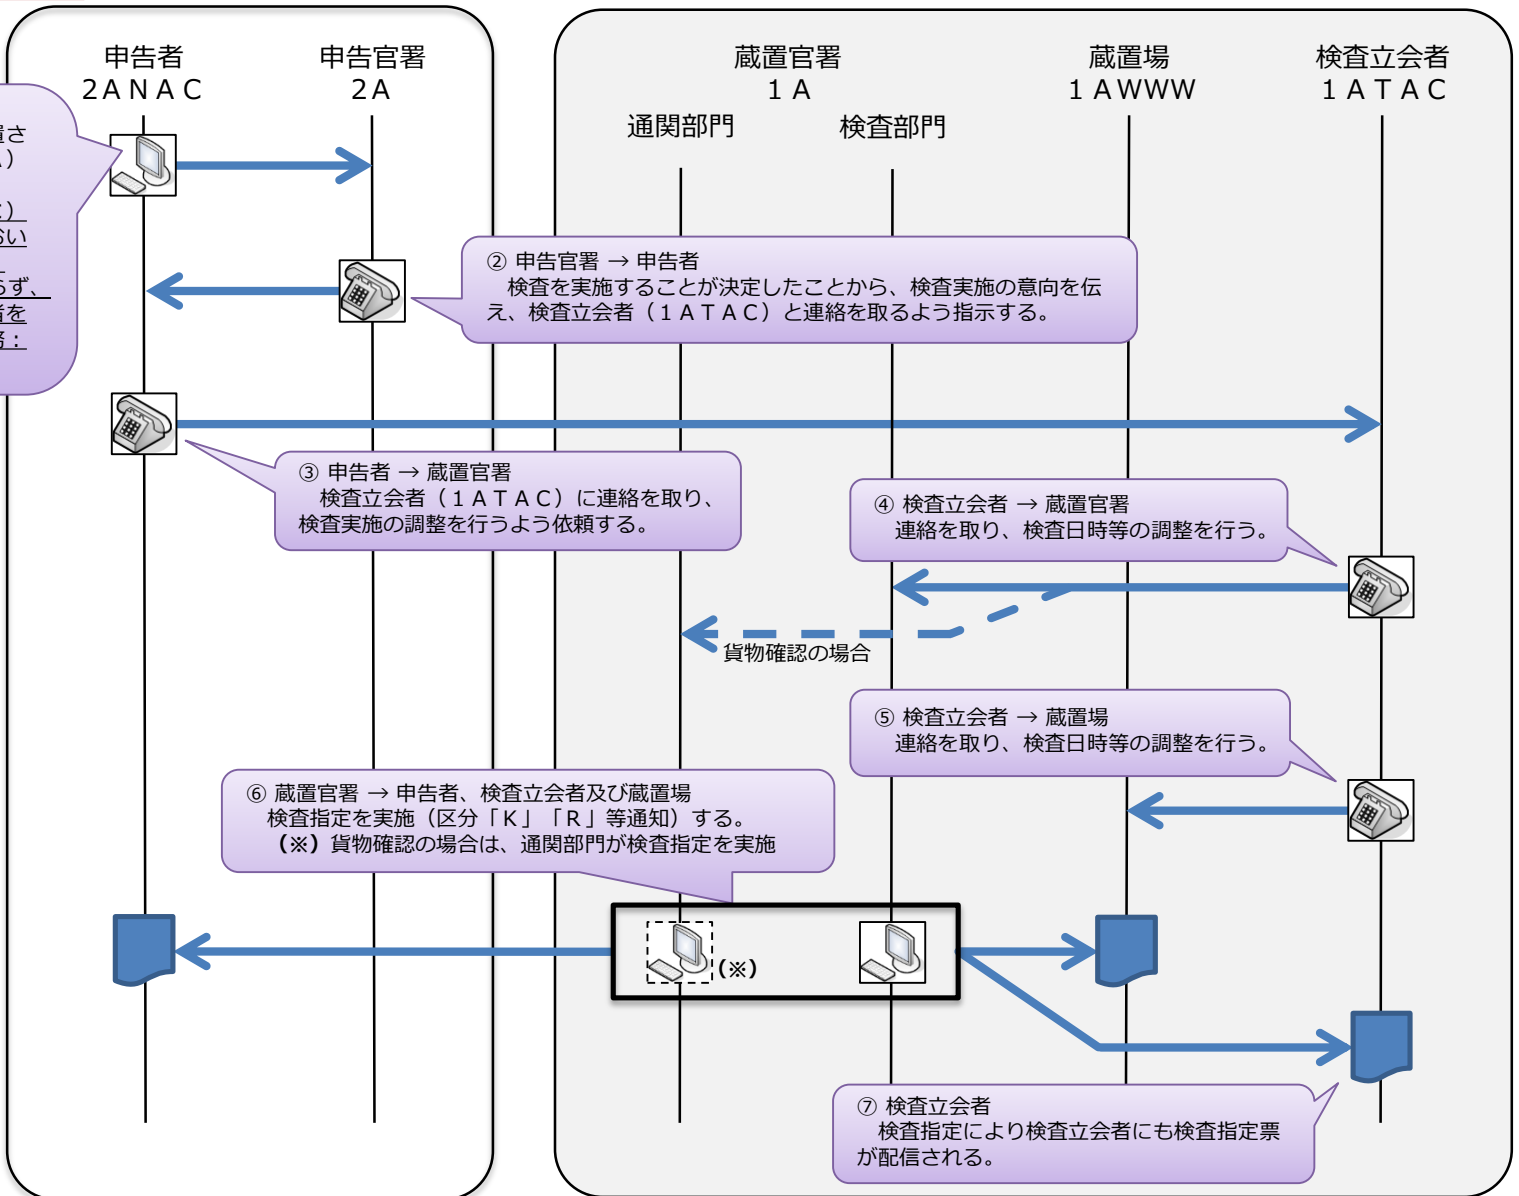 申告者
2ANAC
申告官署
2A
蔵置官署
1A
通関部門
検査部門
蔵置場
1AWWW
検査立会者
1ATAC
置さ
）
）
おい
らず、
者を
務：
② 申告官署 → 申告者
検査を実施することが決定したことから、検査実施の意向を伝
え、検査立会者（1ATAC）と連絡を取るよう指示する。
③ 申告者 → 蔵置官署
検査立会者（1ATAC）に連絡を取り、
検査実施の調整を行うよう依頼する。
④ 検査立会者 → 蔵置官署
連絡を取り、検査日時等の調整を行う。
貨物確認の場合
⑤ 検査立会者 → 蔵置場
連絡を取り、検査日時等の調整を行う。
⑥ 蔵置官署 → 申告者、検査立会者及び蔵置場
検査指定を実施（区分「K」「R」等通知）する。
（※）貨物確認の場合は、通関部門が検査指定を実施
（※）
⑦ 検査立会者
検査指定により検査立会者にも検査指定票
が配信される。